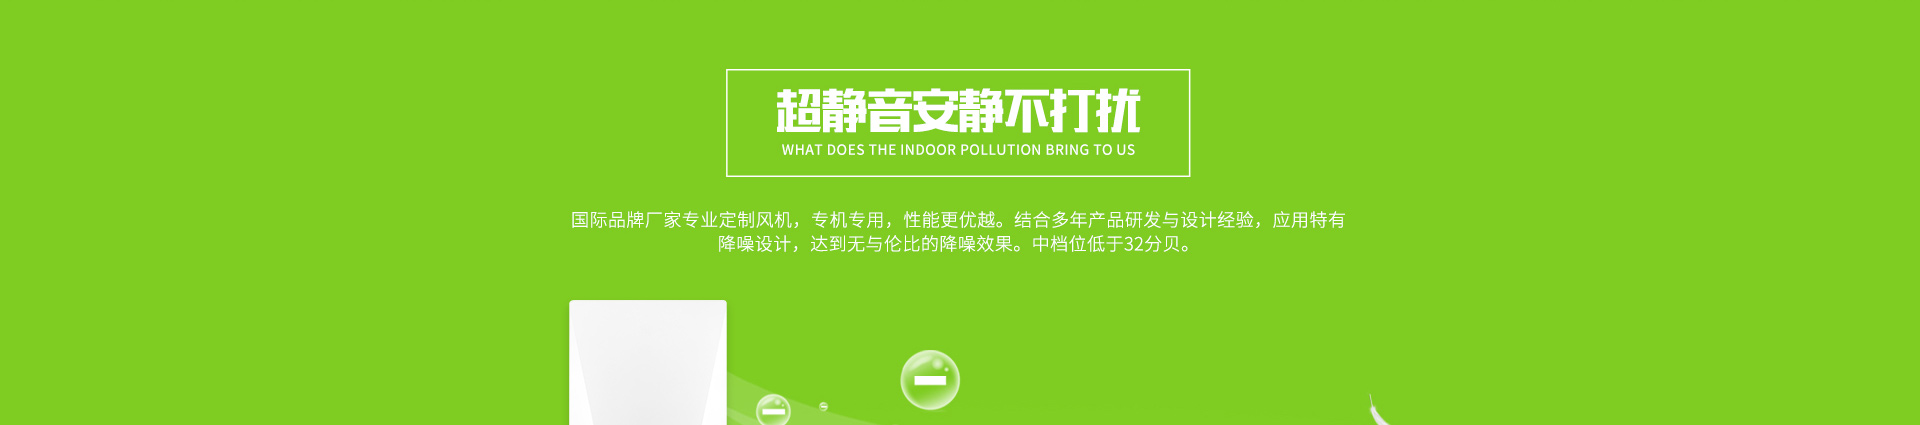 超静音安静不打扰
WHAT DOES THE INDOOR POLLUTION BRING TO US
国际品牌厂家专业定制风机，专机专用，性能更优越。结合多年产品研发与设计经验，应用特有
降噪设计，达到无与伦比的降噪效果。中档位低于32分贝。